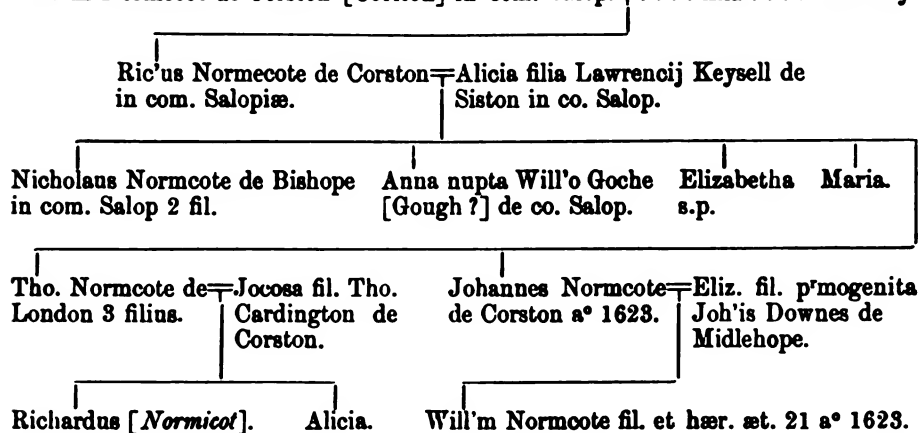 Ric'us Normecote de Corston=Alicia filia Lawrencij Keysell de
in com. Salopiæ. Siston in co. Salop.
Nicholaus Normcote de Bishope Anna nupta Will'o Goche Elizabetha Maria.
in com. Salop 2 fil. [Gough ?] de co. Salop. s.p.
Tho. Normcote de=Jocosa fil. Tho. Johannes Normcote=Eliz. fil. p'mogenita
London 3 filius. Cardington de de Corston aº 1623. Joh'is Downes de
Corston. Midlehope.
Richardus [Normicot]. Alicia. Will'm Normcote fil. et hær. æt. 21 aº 1623.